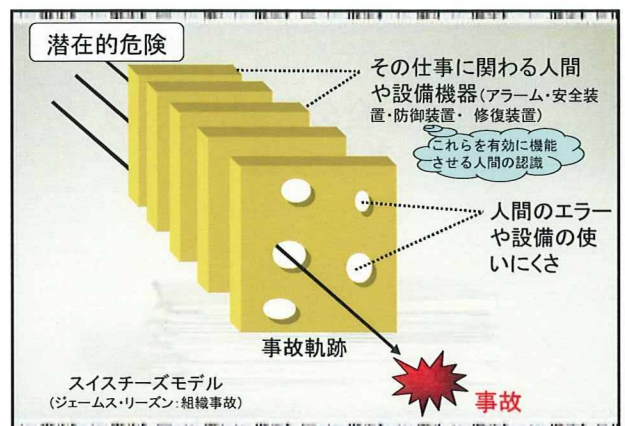 潜在的危険
その仕事に関わる人間
や設備機器(アラーム・安全装
置・防御装置・ 修復装置)
これらを有効に機能
させる人間の認識
人間のエラー
や設備の使
いにくさ
事故軌跡
事故
スイスチーズモデル
(ジェームス・リーズン:組織事故)